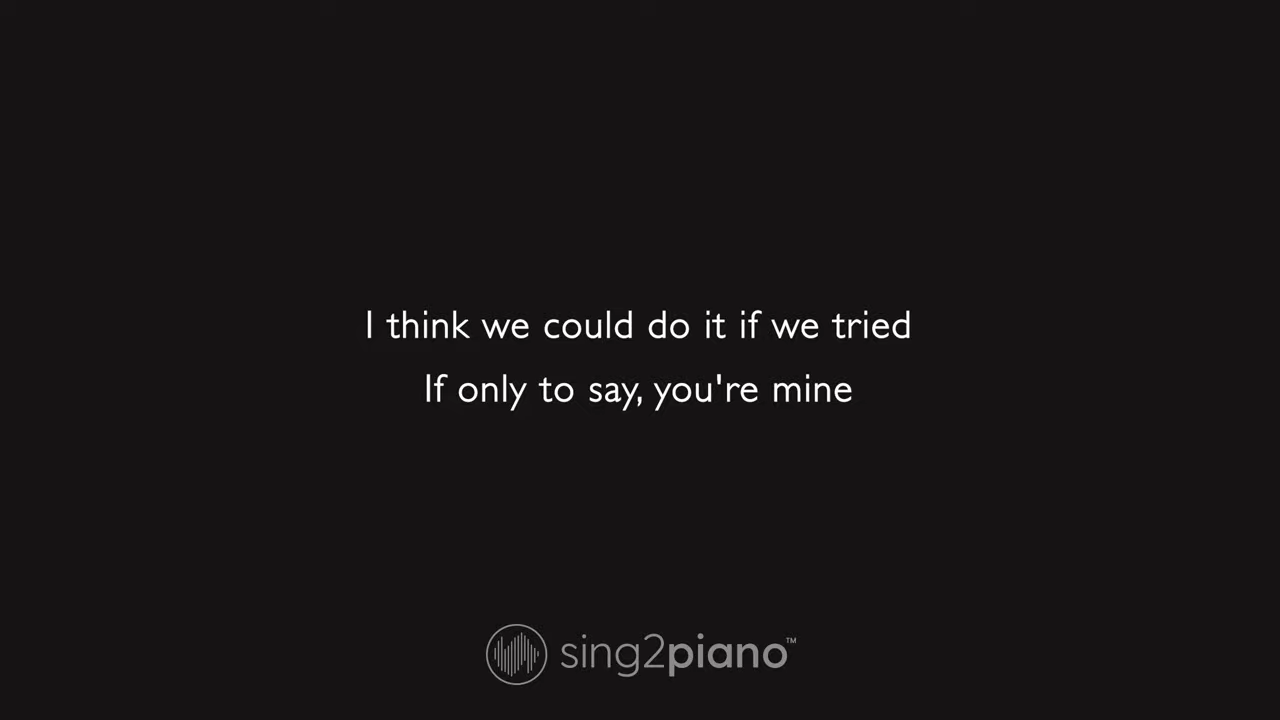 I think we could do it if we tried
If only to say, you're mine
sing2piano™